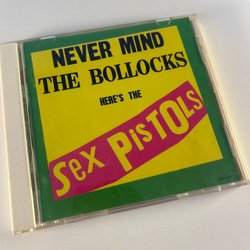 NEVER MIND
THE BOLLOCKS
HERE'S THE
Sex PisTOLs